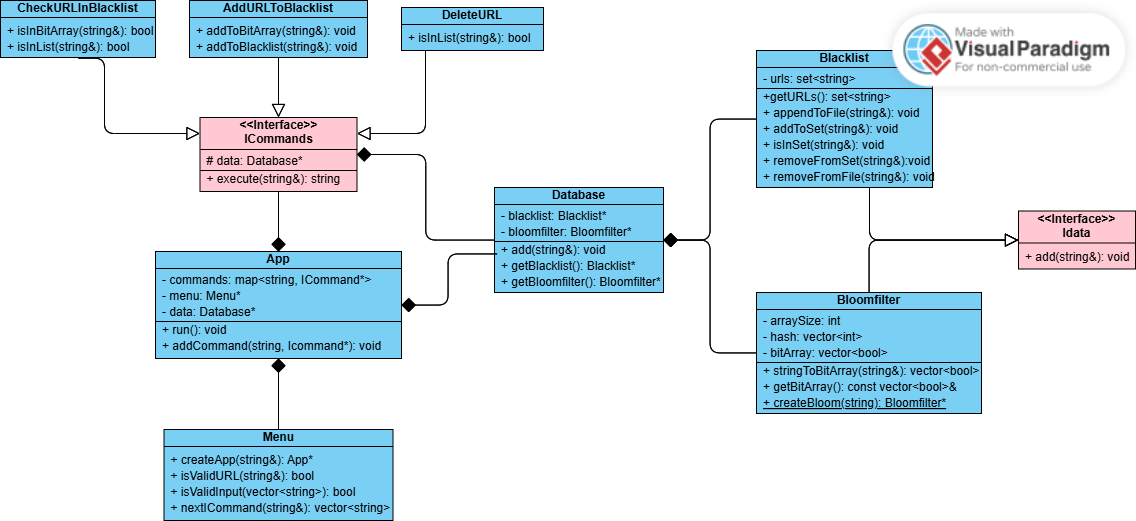 CheckURLInBlacklist
+ isInBitArray(string&): bool
+ isInList(string&): bool
AddURLToBlacklist
+ addToBitArray(string&): void
+ addToBlacklist(string&): void
DeleteURL
+ isInList(string&): bool
Made with
VisualParadigm
For non-commercial use
<<Interface>>
ICommands
# data: Database*
+ execute(string&): string
Blacklist
- urls: set<string>
+getURLs(): set<string>
+ appendToFile(string&): void
+ addToSet(string&): void
+ isInSet(string&): void
+ removeFromSet(string&):void
+ removeFromFile(string&): void
Database
- blacklist: Blacklist*
- bloomfilter: Bloomfilter*
+ add(string&): void
+ getBlacklist(): Blacklist*
+ getBloomfilter(): Bloomfilter*
<<Interface>>
Idata
+ add(string&): void
App
- commands: map<string, ICommand*>
- menu: Menu*
- data: Database*
+ run(): void
+ addCommand(string, Icommand*): void
Bloomfilter
- arraySize: int
- hash: vector<int>
- bitArray: vector<bool>
+ stringToBitArray(string&): vector<bool>
+ getBitArray(): const vector<bool>&
+ createBloom(string): Bloomfilter*
Menu
+ createApp(string&): App*
+ isValidURL(string&): bool
+ isValidInput(vector<string>): bool
+ nextICommand(string&): vector<string>